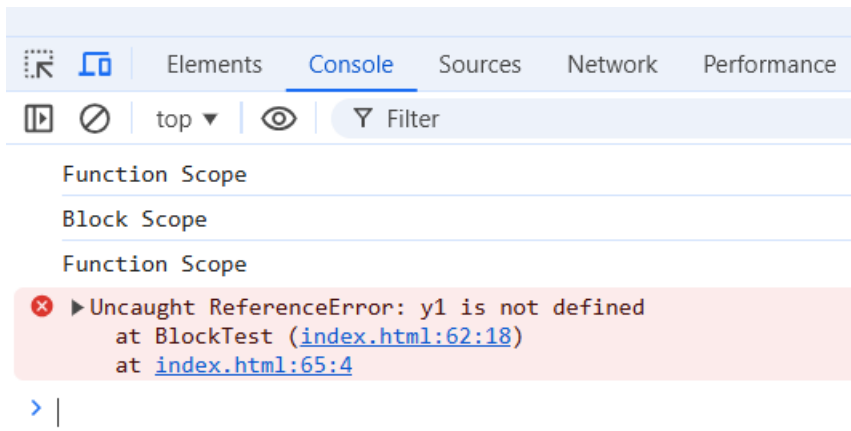 Elements Console Sources Network Performance
top ▼ Filter
Function Scope
Block Scope
Function Scope
▶Uncaught ReferenceError: y1 is not defined
at BlockTest (index.html:62:18)
at index.html:65:4
>